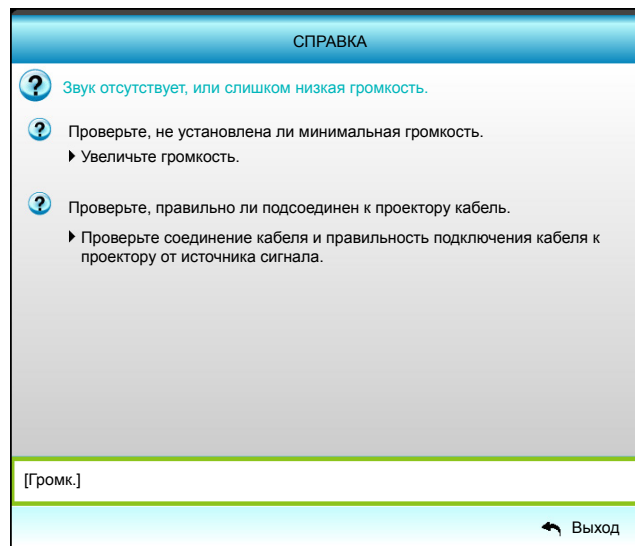 СПРАВКА
Звук отсутствует, или слишком низкая громкость.
Проверьте, не установлена ли минимальная громкость.
Увеличьте громкость.
Проверьте, правильно ли подсоединен к проектору кабель.
Проверьте соединение кабеля и правильность подключения кабеля к
проектору от источника сигнала.
[Громк.]
Выход